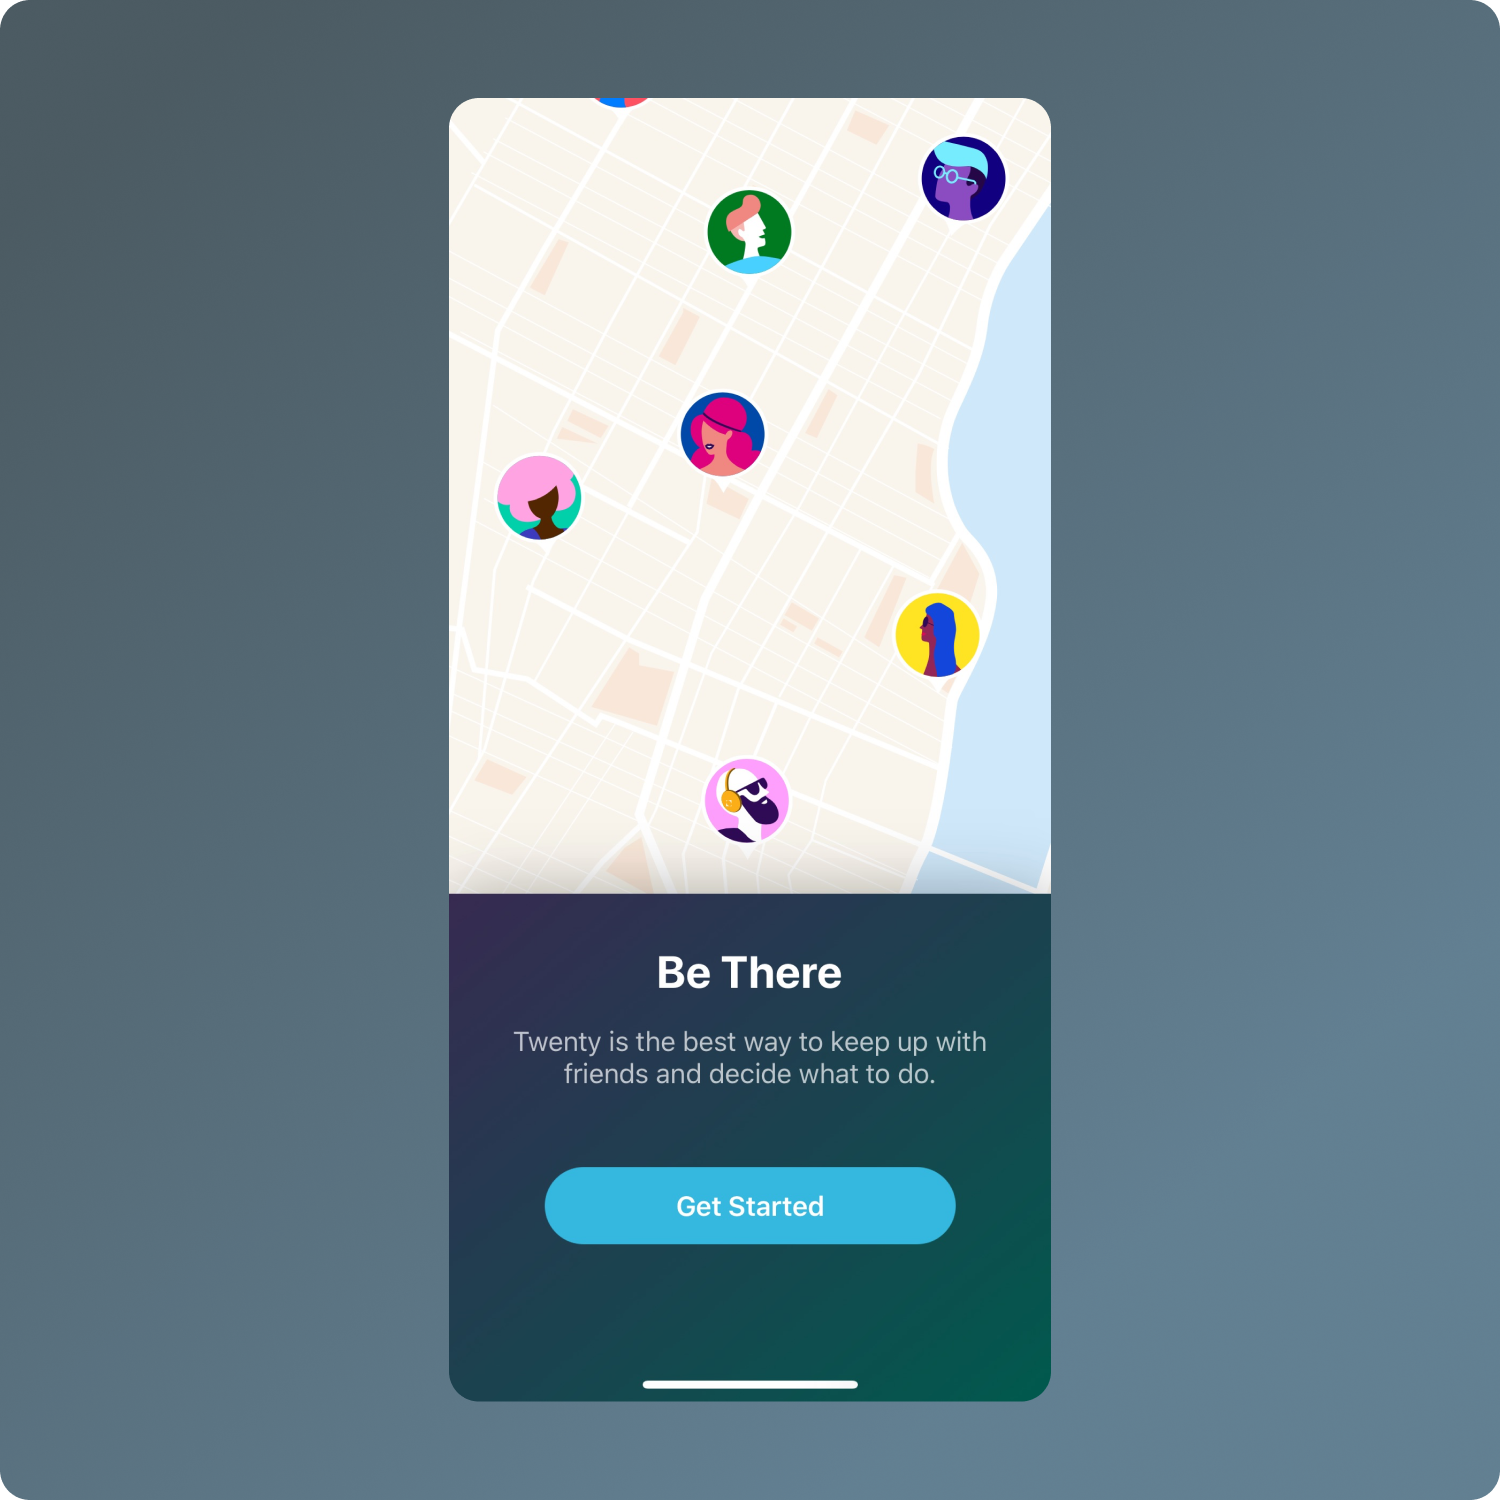 Be There
Twenty is the best way to keep up with
friends and decide what to do.
Get Started